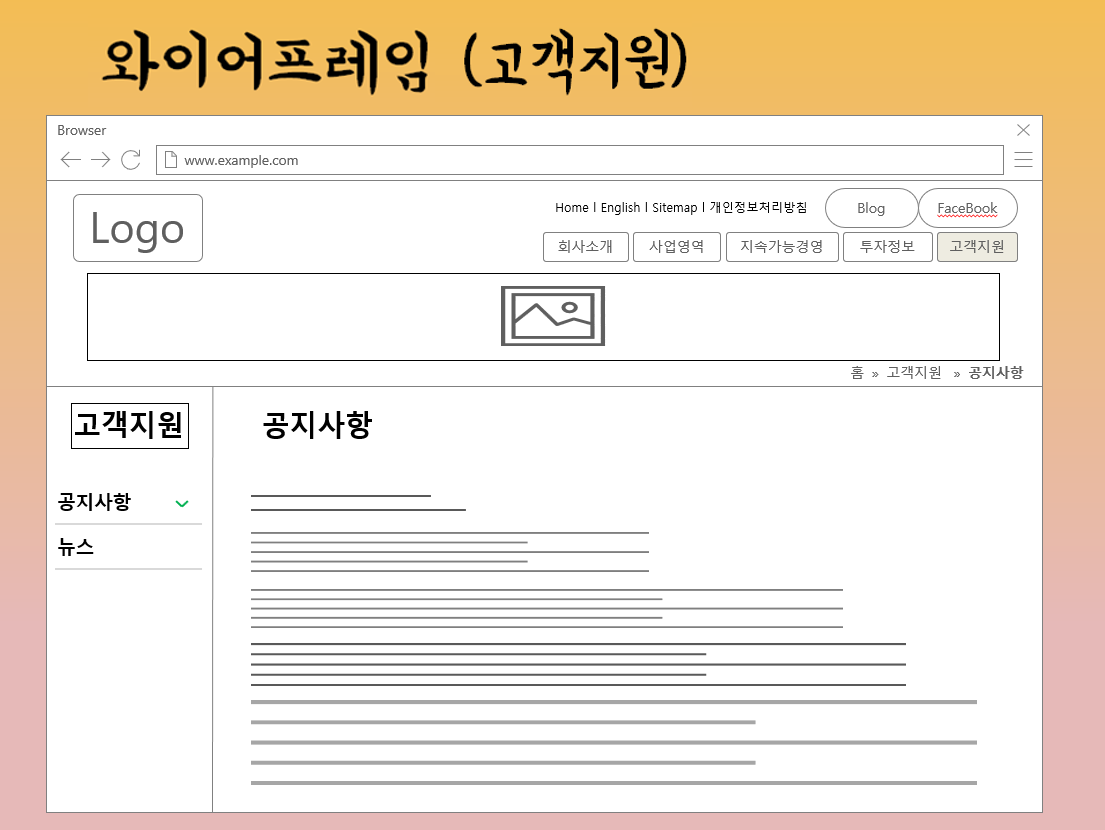 와이어프레임 (고객지원)
Browser
www.example.com
Logo
Home | English | Sitemap | 개인정보처리방침
Blog
FaceBook
회사소개
사업영역
지속가능경영
투자정보
고객지원
홈 » 고객지원 » 공지사항
고객지원
공지사항
뉴스
공지사항